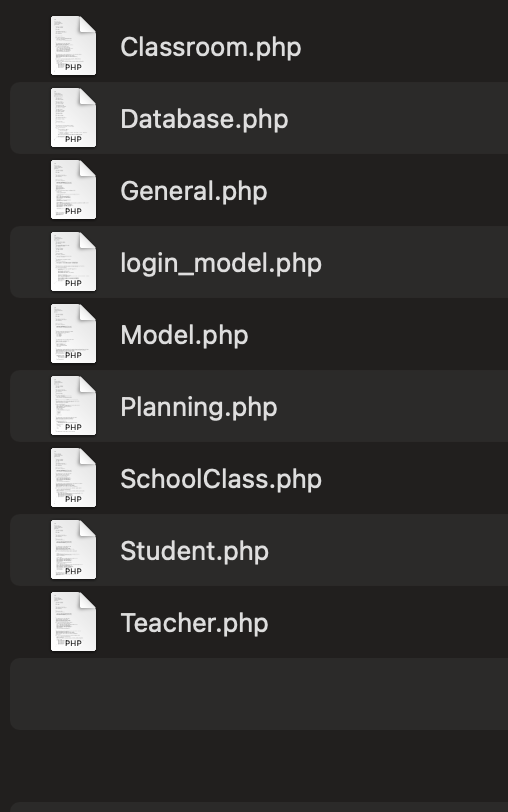 PHP
Classroom.php
PHP
Database.php
PHP
General.php
PHP
login_model.php
PHP
Model.php
PHP
Planning.php
PHP
SchoolClass.php
PHP
Student.php
PHP
Teacher.php